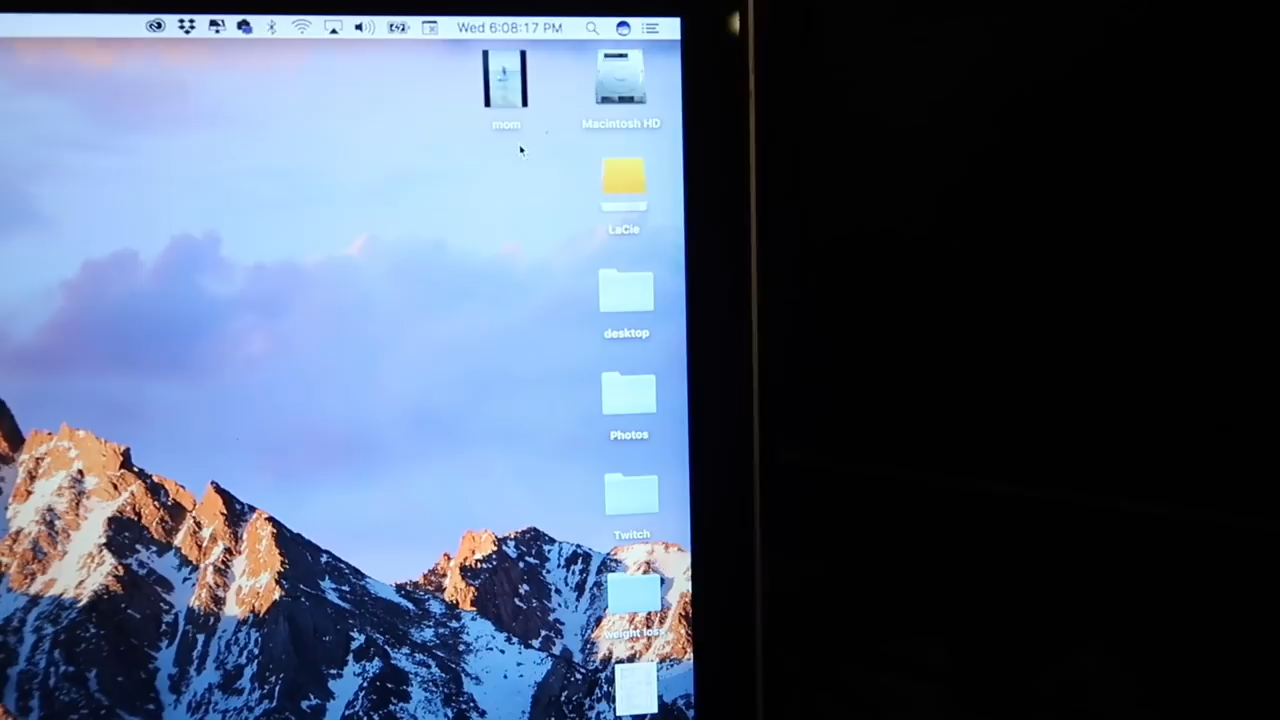 Wed 6:08:17 PM
mom
Macintosh HD
LaCie
desktop
Photos
Twitch
weight loss